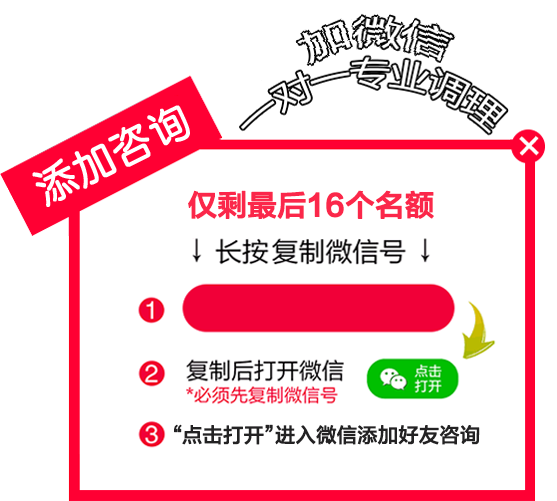 加微信
一对一专业调理
添加咨询
仅剩最后16个名额
↓ 长按复制微信号 ↓
1
2 复制后打开微信
*必须先复制微信号
点击
打开
3 “点击打开”进入微信添加好友咨询